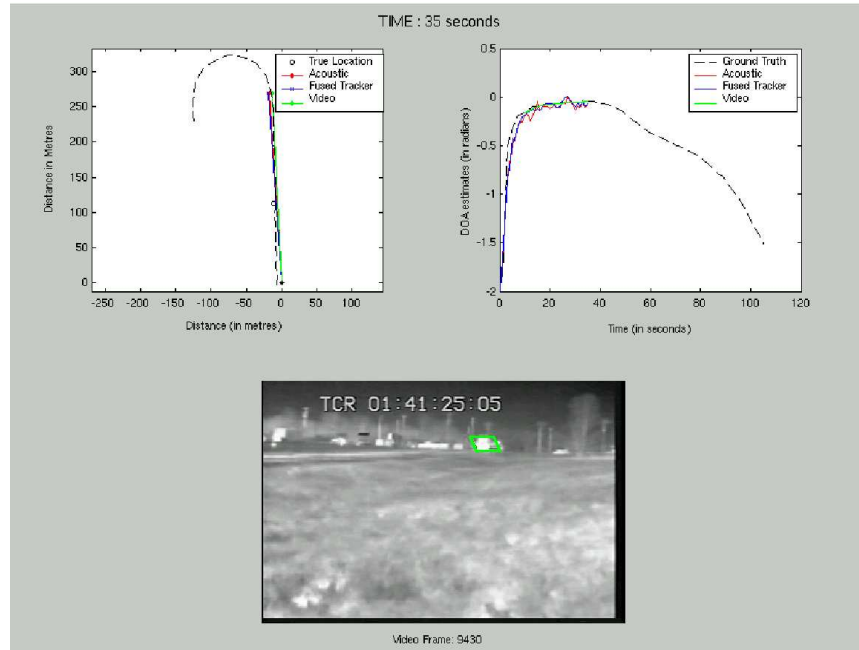 TIME : 35 seconds
True Location
Acoustic
Fused Tracker
Video
300
250
200
150
100
50
0
Distance in Metres
-250 -200 -150 -100 -50 0 50 100
Distance (in metres)
Ground Truth
Acoustic
Fused Tracker
Video
0.5
0
-0.5
-1
-1.5
-2
DOA estimates (in radians)
0 20 40 60 80 100 120
Time (in seconds)
TCR 01:41:25:05
Video Frame: 9430